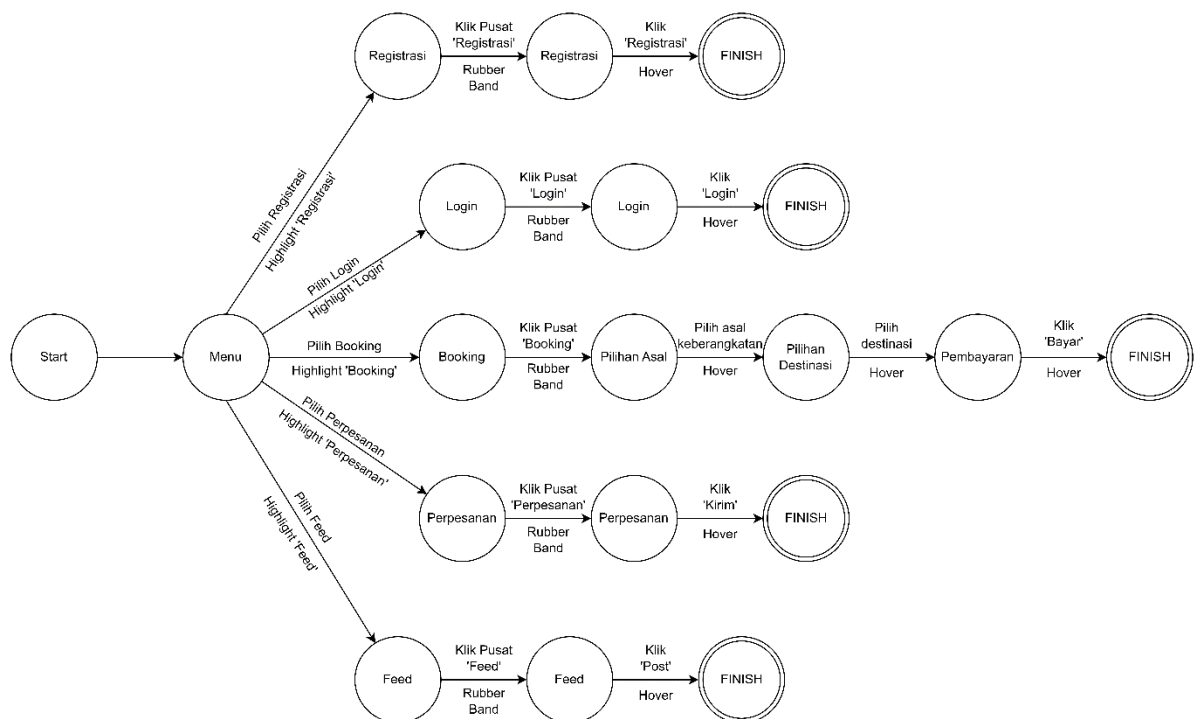 Registrasi
Klik Pusat
'Registrasi'
Rubber
Band
Registrasi
Klik
'Registrasi'
Hover
FINISH
Pilih Registrasi
Highlight 'Registrasi'
Login
Klik Pusat
'Login'
Rubber
Band
Login
Klik
'Login'
Hover
FINISH
Pilih Login
Highlight 'Login'
Start
Menu
Pilih Booking
Highlight 'Booking'
Booking
Klik Pusat
'Booking'
Rubber
Band
Pilihan Asal
Pilih asal
keberangkatan
Hover
Pilihan
Destinasi
Pilih
destinasi
Hover
Pembayaran
Klik
'Bayar'
Hover
FINISH
Pilih Perpesanan
Highlight 'Perpesanan'
Perpesanan
Klik Pusat
'Perpesanan'
Rubber
Band
Perpesanan
Klik
'Kirim'
Hover
FINISH
Pilih Feed
Highlight 'Feed'
Feed
Klik Pusat
'Feed'
Rubber
Band
Feed
Klik
'Post'
Hover
FINISH